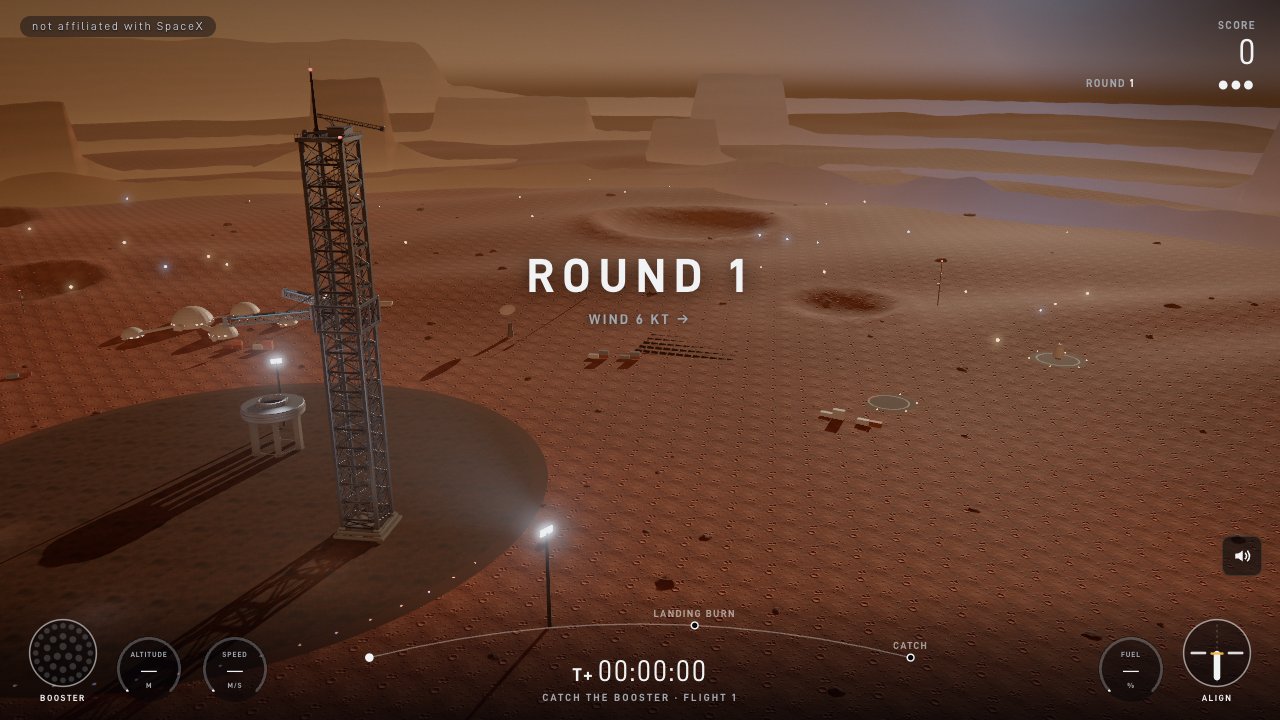 not affiliated with SpaceX
SCORE
0
ROUND 1
ROUND 1
WIND 6 KT →
LANDING BURN
CATCH
ALTITUDE
M
SPEED
M/S
BOOSTER
T+ 00:00:00
CATCH THE BOOSTER · FLIGHT 1
FUEL
%
ALIGN